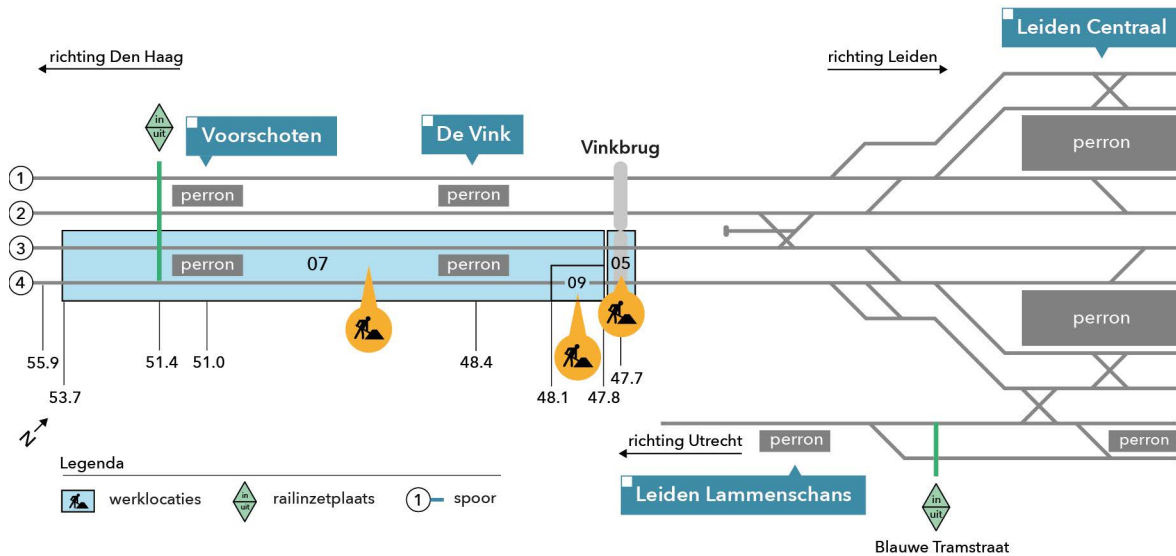 Leiden Centraal
richting Den Haag
richting Leiden
in
uit
Voorschoten
De Vink
Vinkbrug
perron
1
perron
perron
2
3
perron
07
perron
05
4
09
perron
55.9
51.4
51.0
48.4
47.7
53.7
48.1
47.8
N
richting Utrecht
perron
perron
Legenda
werklocaties
in
uit
railinzetplaats
1
spoor
Leiden Lammenschans
in
uit
Blauwe Tramstraat